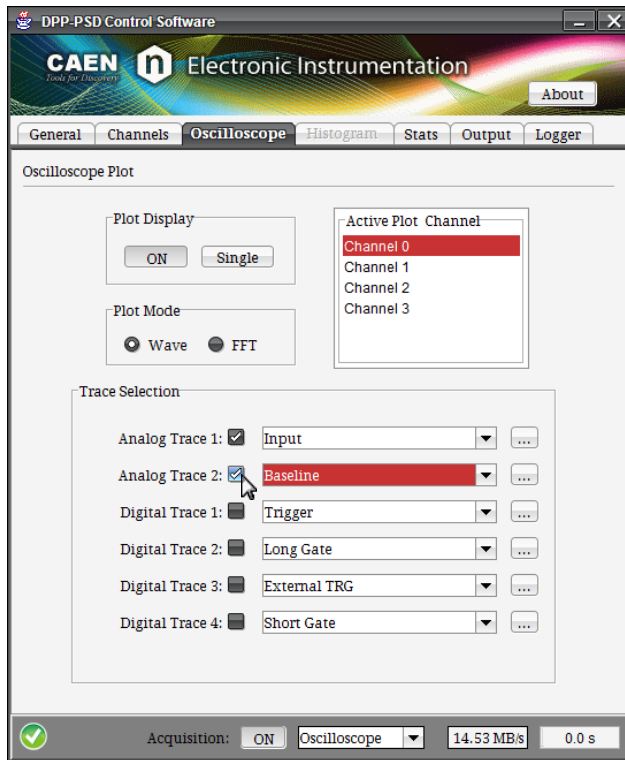 DPP-PSD Control Software
CAEN n Electronic Instrumentation
Tools for Discovery
About
General Channels Oscilloscope Histogram Stats Output Logger
Oscilloscope Plot
Plot Display
ON Single
Active Plot Channel
Channel 0
Channel 1
Channel 2
Channel 3
Plot Mode
Wave FFT
Trace Selection
Analog Trace 1: Input ...
Analog Trace 2: Baseline ...
Digital Trace 1: Trigger ...
Digital Trace 2: Long Gate ...
Digital Trace 3: External TRG ...
Digital Trace 4: Short Gate ...
Acquisition: ON Oscilloscope 14.53 MB/s 0.0 s